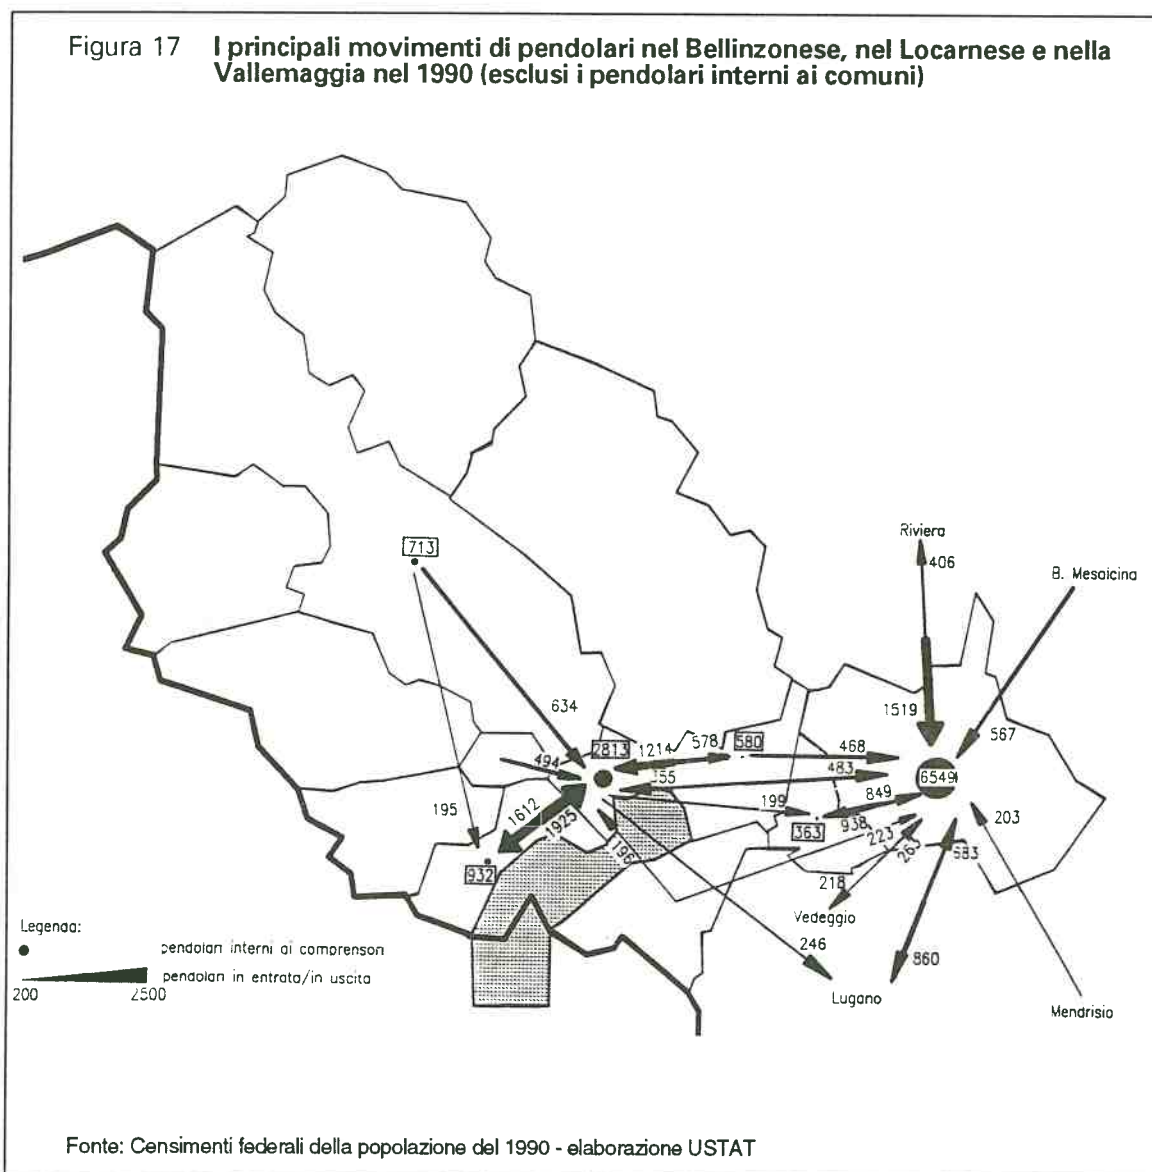 Figura 17 I principali movimenti di pendolari nel Bellinzonese, nel Locarnese e nella
Vallemaggia nel 1990 (esclusi i pendolari interni ai comuni)
Riviera
713
406
B. Mesolcina
634
1519
567
2813
1214
578
580
468
494
355
483
6549
195
1612
1925
199
849
363
938
203
196
223
263
683
932
218
Vedeggio
246
860
Lugano
Mendrisio
Legenda:
pendolari interni ai comprensori
pendolari in entrata/in uscita
200 2500
Fonte: Censimenti federali della popolazione del 1990 - elaborazione USTAT